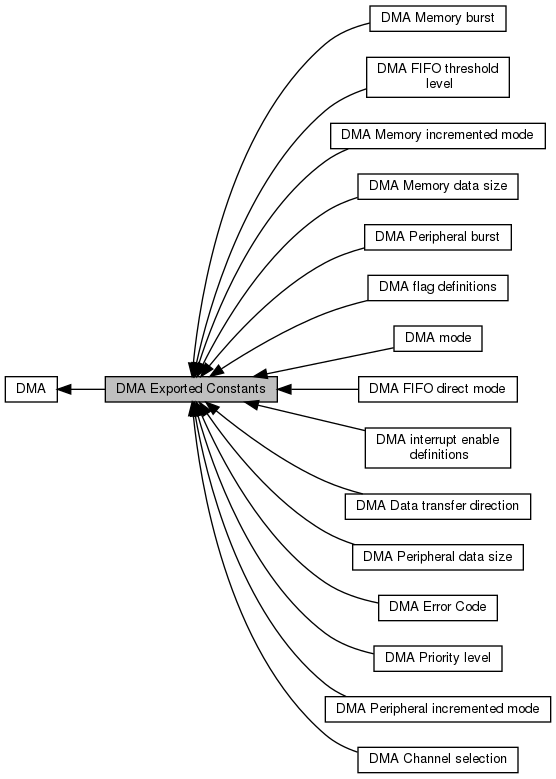 DMA Memory burst
DMA FIFO threshold
level
DMA Memory incremented mode
DMA Memory data size
DMA Peripheral burst
DMA flag definitions
DMA mode
DMA
DMA Exported Constants
DMA FIFO direct mode
DMA interrupt enable
definitions
DMA Data transfer direction
DMA Peripheral data size
DMA Error Code
DMA Priority level
DMA Peripheral incremented mode
DMA Channel selection